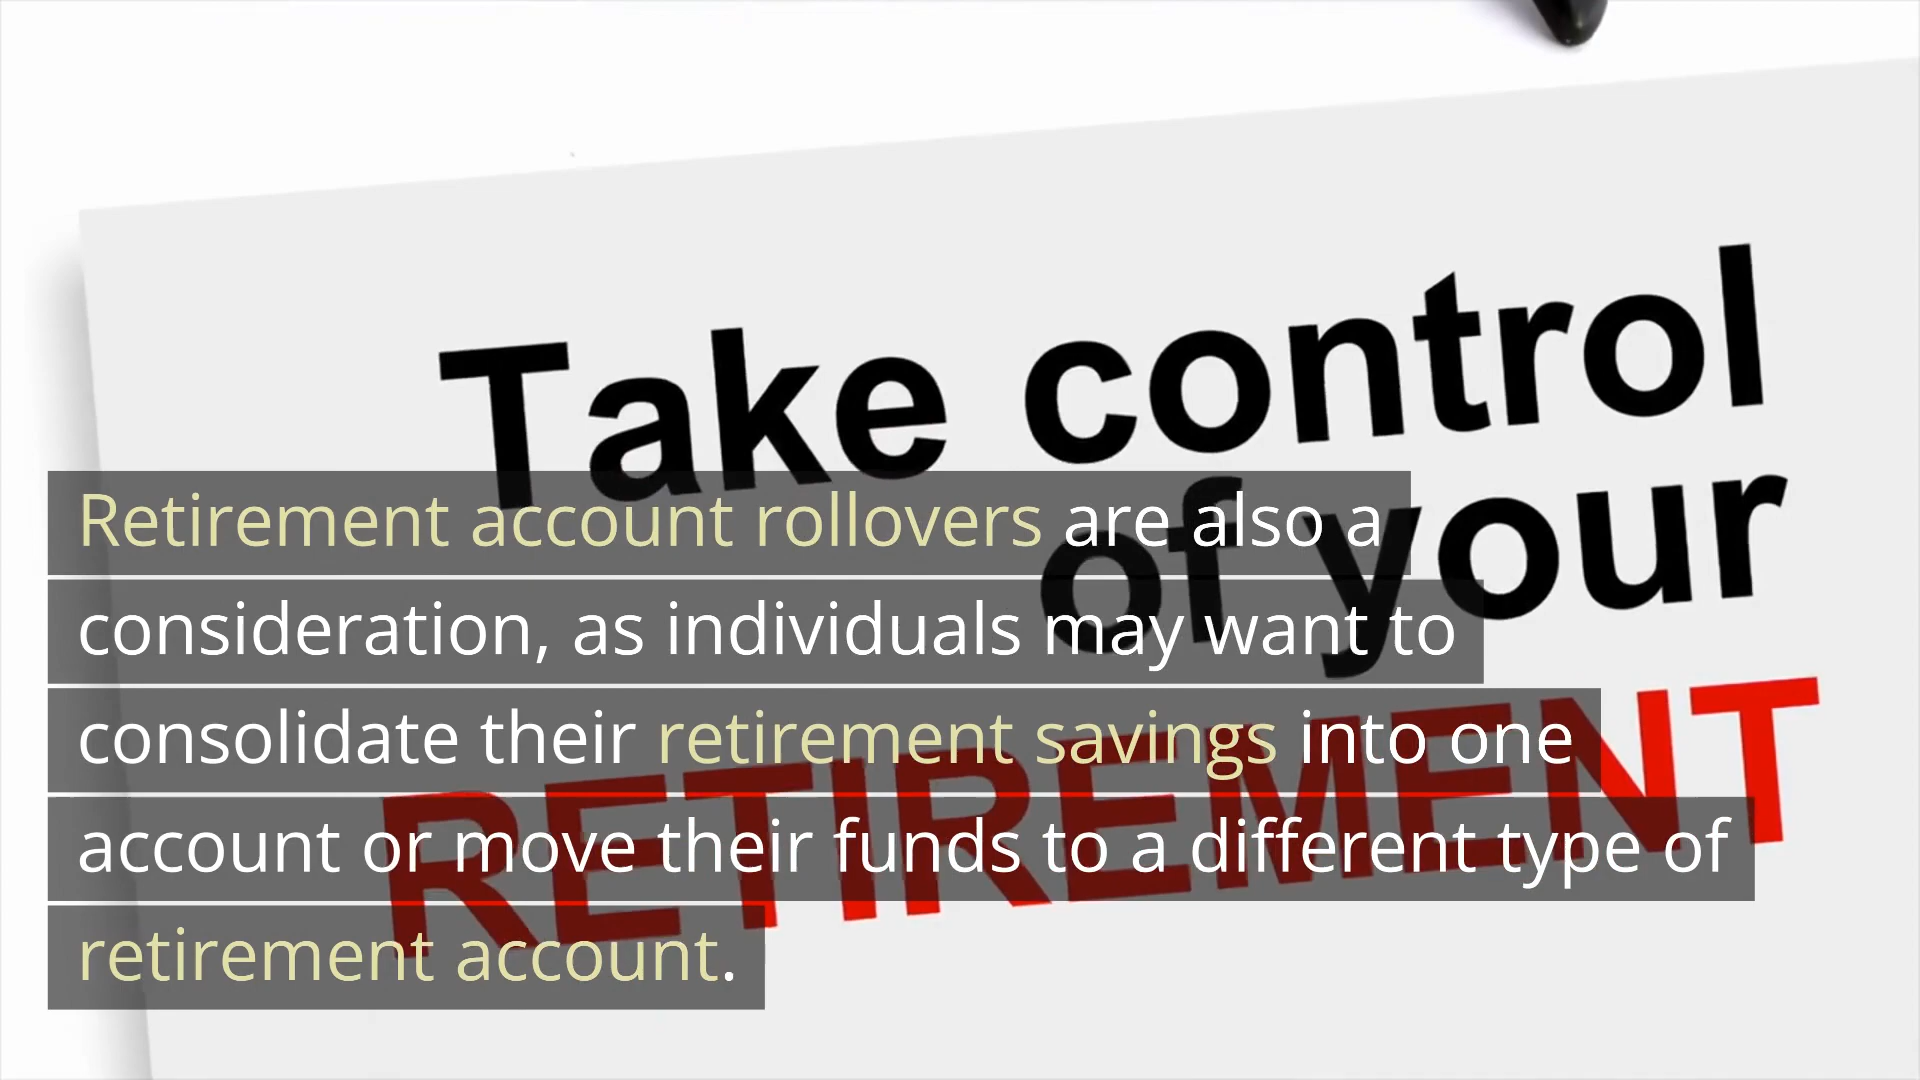 Take control
of your
RETIREMENT
Retirement account rollovers are also a
consideration, as individuals may want to
consolidate their retirement savings into one
account or move their funds to a different type of
retirement account.